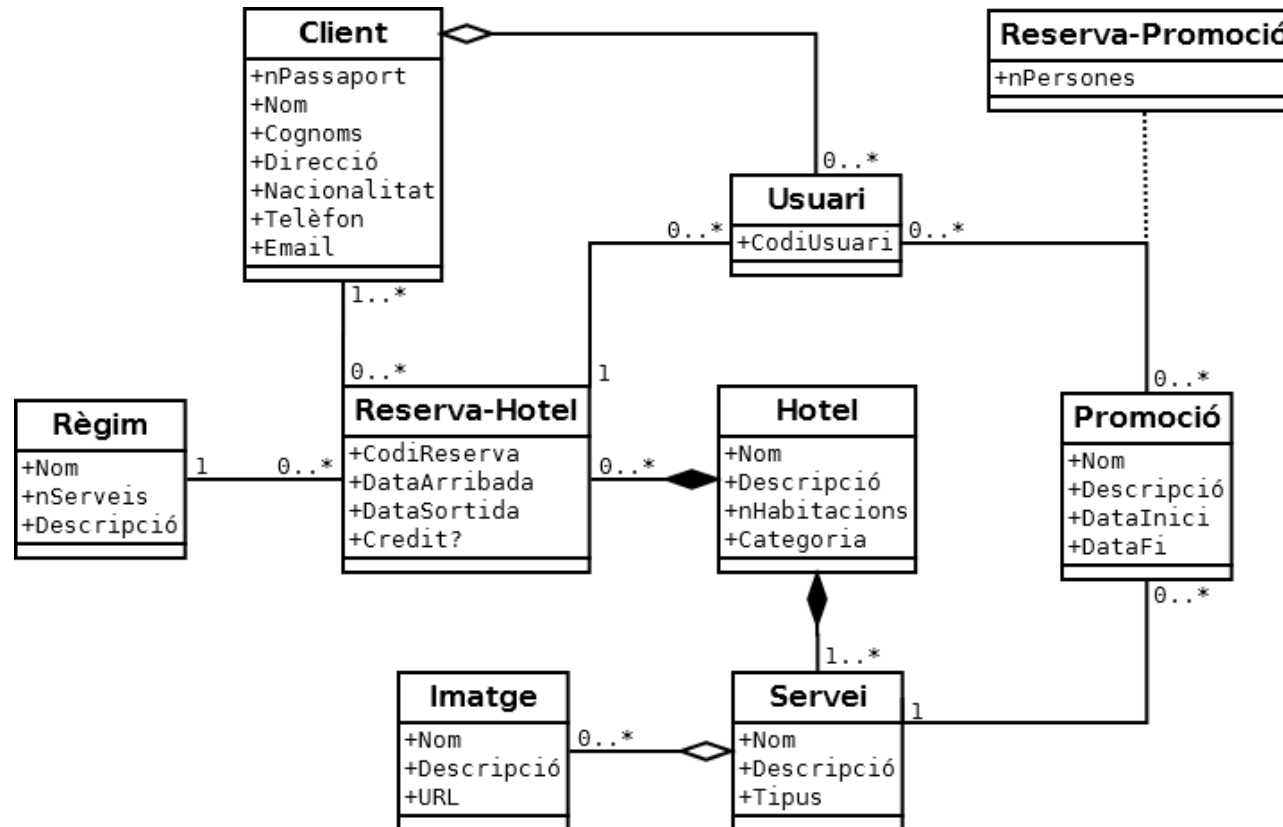 Client
+nPassaport
+Nom
+Cognoms
+Direcció
+Nacionalitat
+Telèfon
+Email
Reserva-Promoció
+nPersones
0..*
Usuari
+CodiUsuari
0..*
0..*
1..*
0..*
1
0..*
Règim
+Nom
+nServeis
+Descripció
1
0..*
Reserva-Hotel
+CodiReserva
+DataArribada
+DataSortida
+Credit?
0..*
Hotel
+Nom
+Descripció
+nHabitacions
+Categoria
Promoció
+Nom
+Descripció
+DataInici
+DataFi
0..*
1..*
Imatge
+Nom
+Descripció
+URL
0..*
Servei
+Nom
+Descripció
+Tipus
1